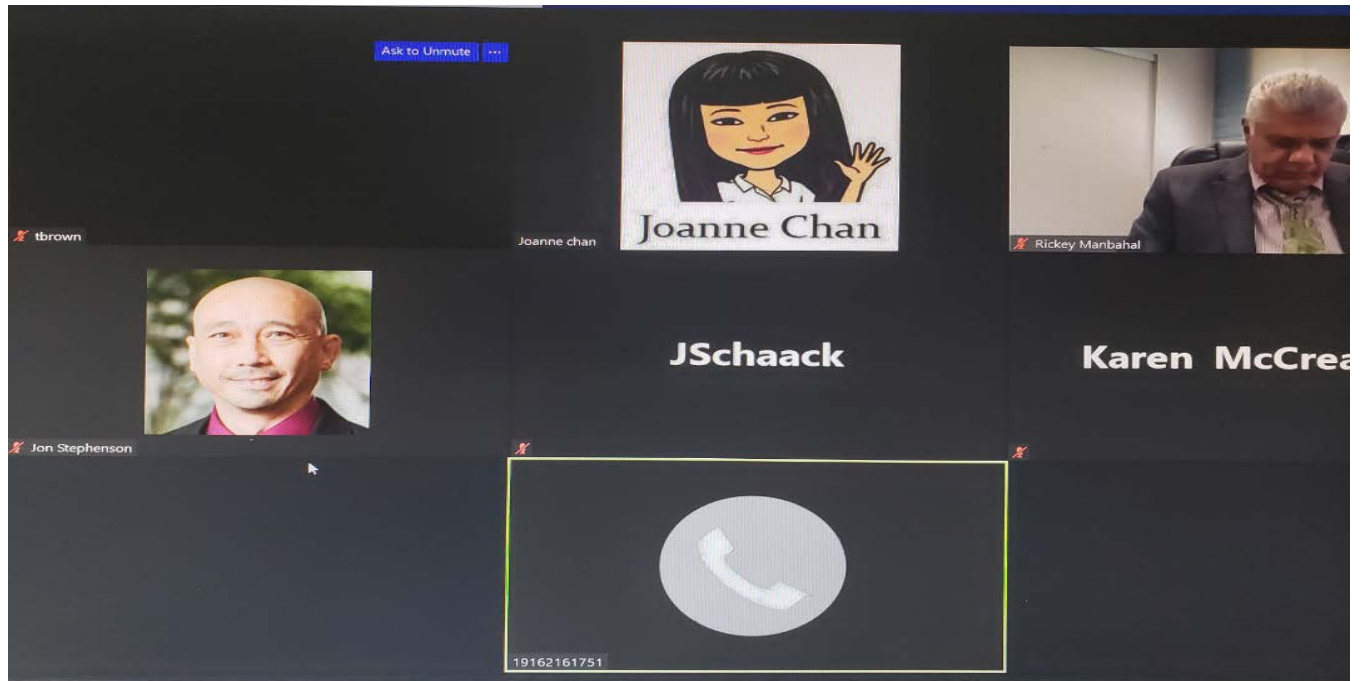 Ask to Unmute ...
tbrown
Joanne chan
Joanne Chan
Rickey Manbahal
Jon Stephenson
JSchaack
Karen McCrea
19162161751